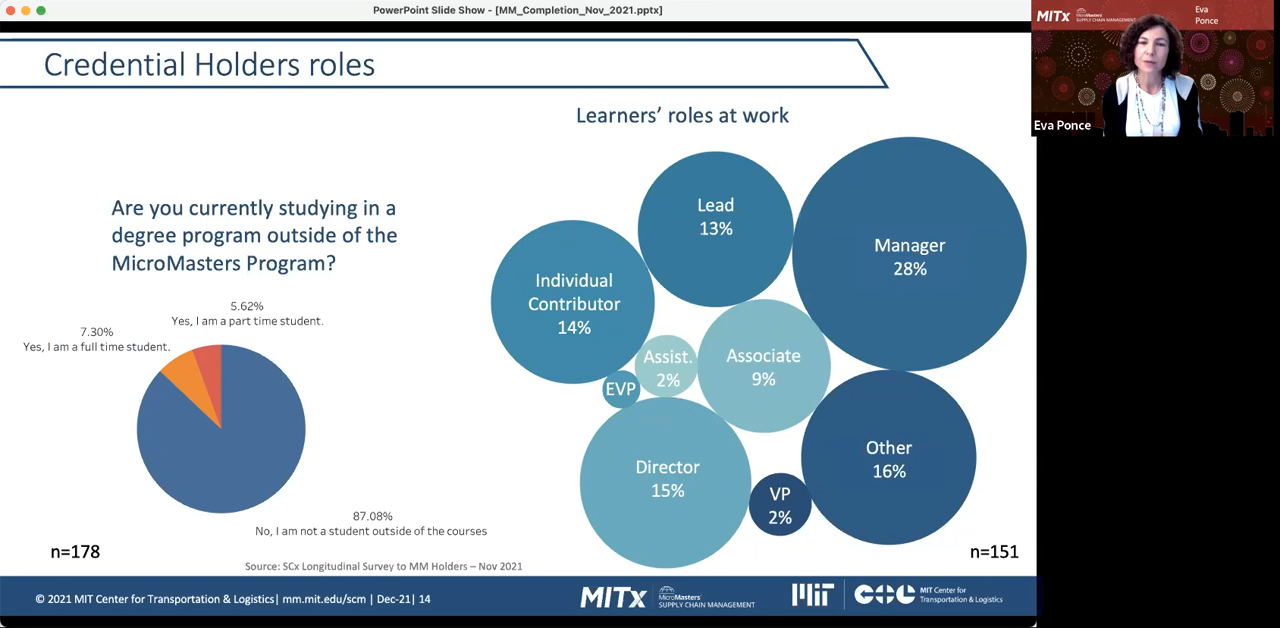 PowerPoint Slide Show - [MM_Completion_Nov_2021.pptx]
Credential Holders roles
Are you currently studying in a
degree program outside of the
MicroMasters Program?
5.62%
Yes, I am a part time student.
7.30%
Yes, I am a full time student.
87.08%
No, I am not a student outside of the courses
n=178
Source: SCx Longitudinal Survey to MM Holders – Nov 2021
Learners’ roles at work
Lead
13%
Manager
28%
Individual
Contributor
14%
Assist.
2%
Associate
9%
EVP
Director
15%
VP
2%
Other
16%
n=151
© 2021 MIT Center for Transportation & Logistics| mm.mit.edu/scm | Dec-21| 14
MITx
MicroMasters®
SUPPLY CHAIN MANAGEMENT
MIT
CTL
MIT Center for
Transportation & Logistics
MITx
MicroMasters®
SUPPLY CHAIN MANAGEMENT
Eva
Ponce
Eva Ponce